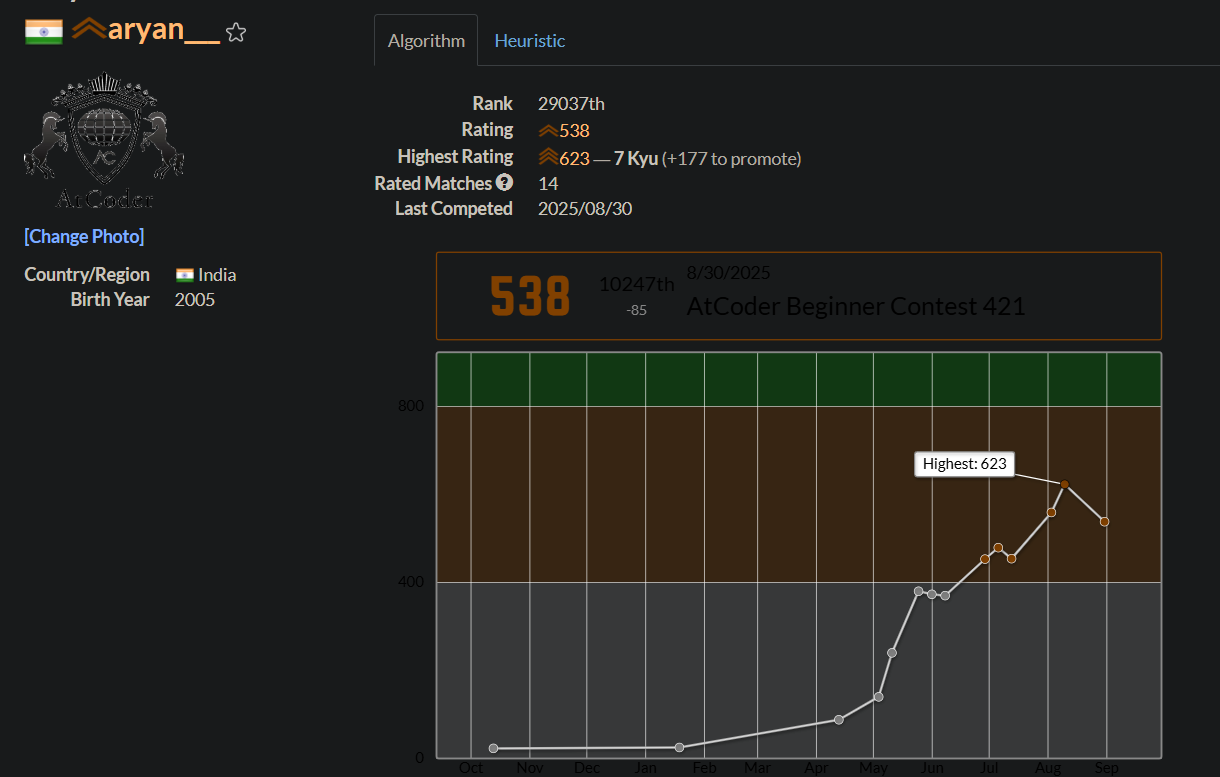 aryan___ ☆
AtCoder
[Change Photo]
Country/Region India
Birth Year 2005
Algorithm Heuristic
Rank 29037th
Rating 538
Highest Rating 623 — 7 Kyu (+177 to promote)
Rated Matches ? 14
Last Competed 2025/08/30
538
10247th
-85
8/30/2025
AtCoder Beginner Contest 421
800
400
0
Highest: 623
Oct Nov Dec Jan Feb Mar Apr May Jun Jul Aug Sep